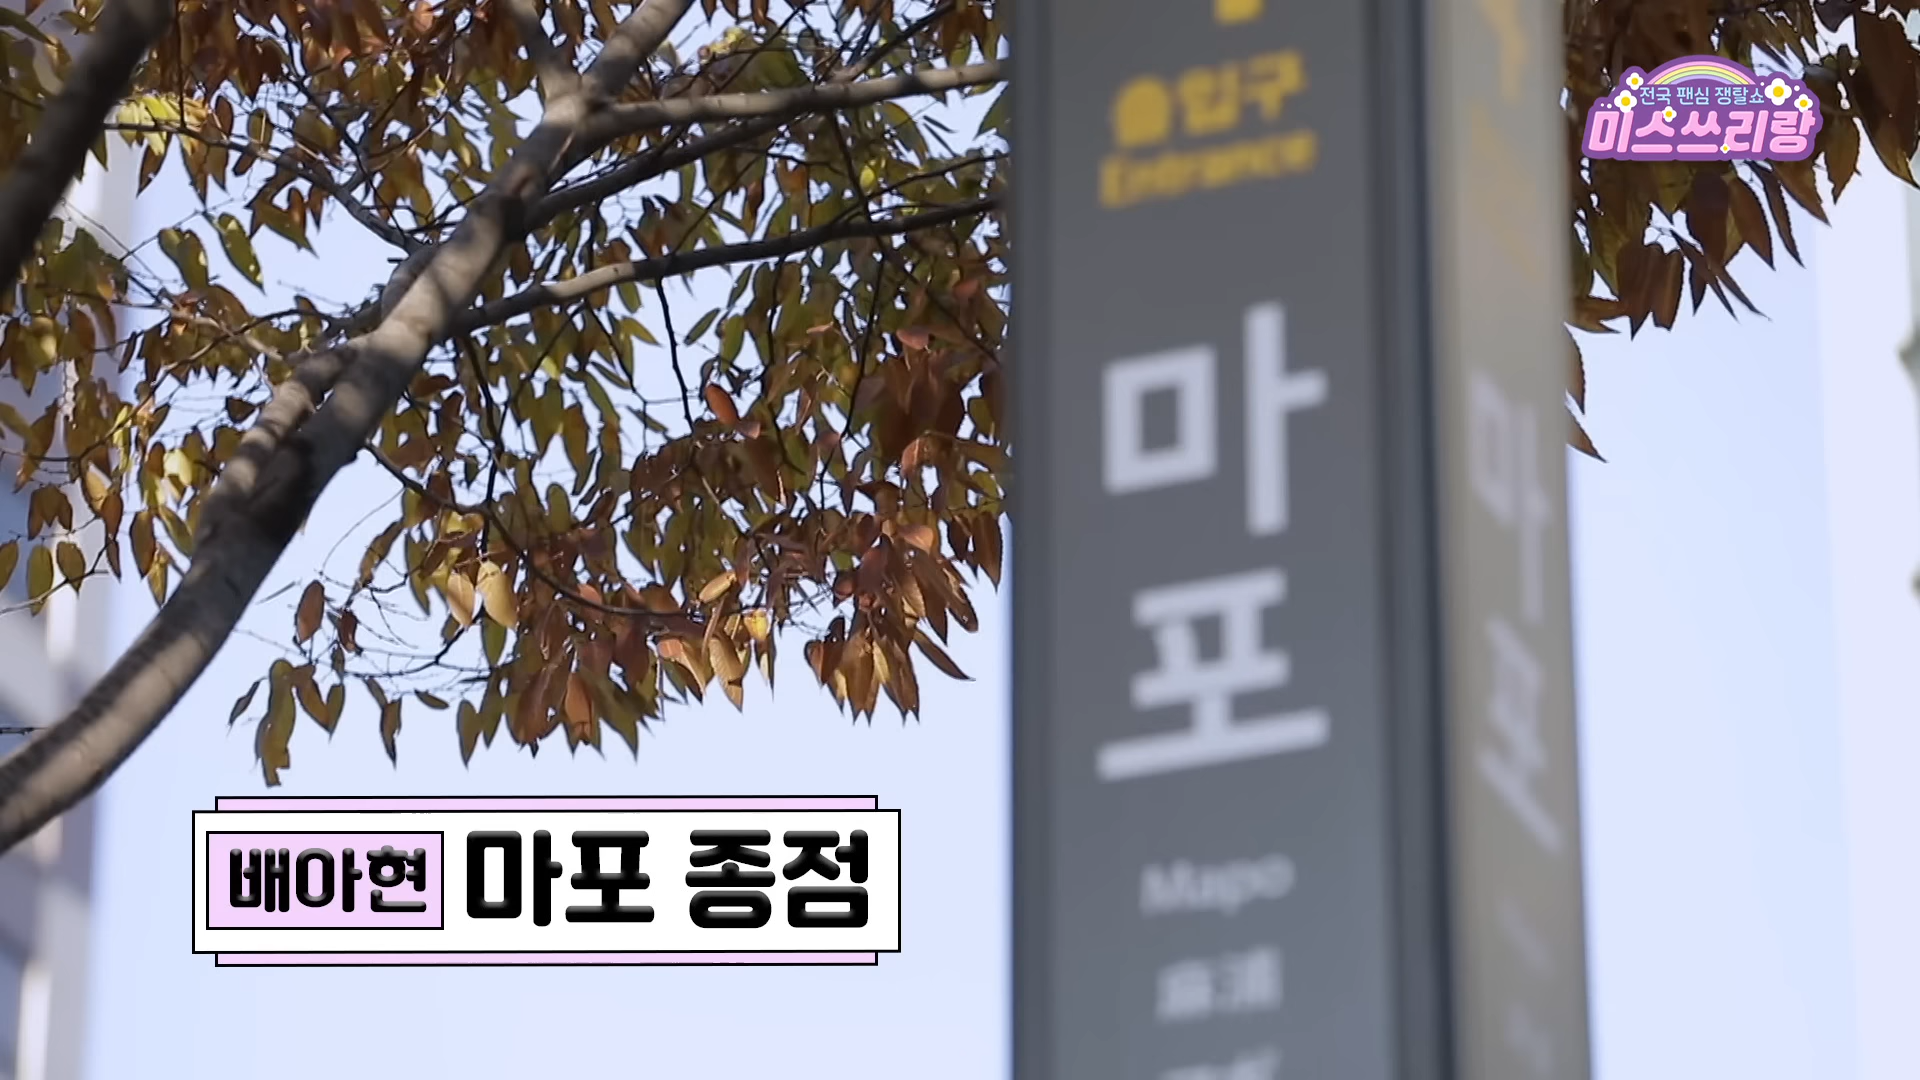 전국 팬심 쟁탈쇼
미스쓰리랑
출입구
Entrance
마포
Mapo
麻浦
배아현 마포 종점